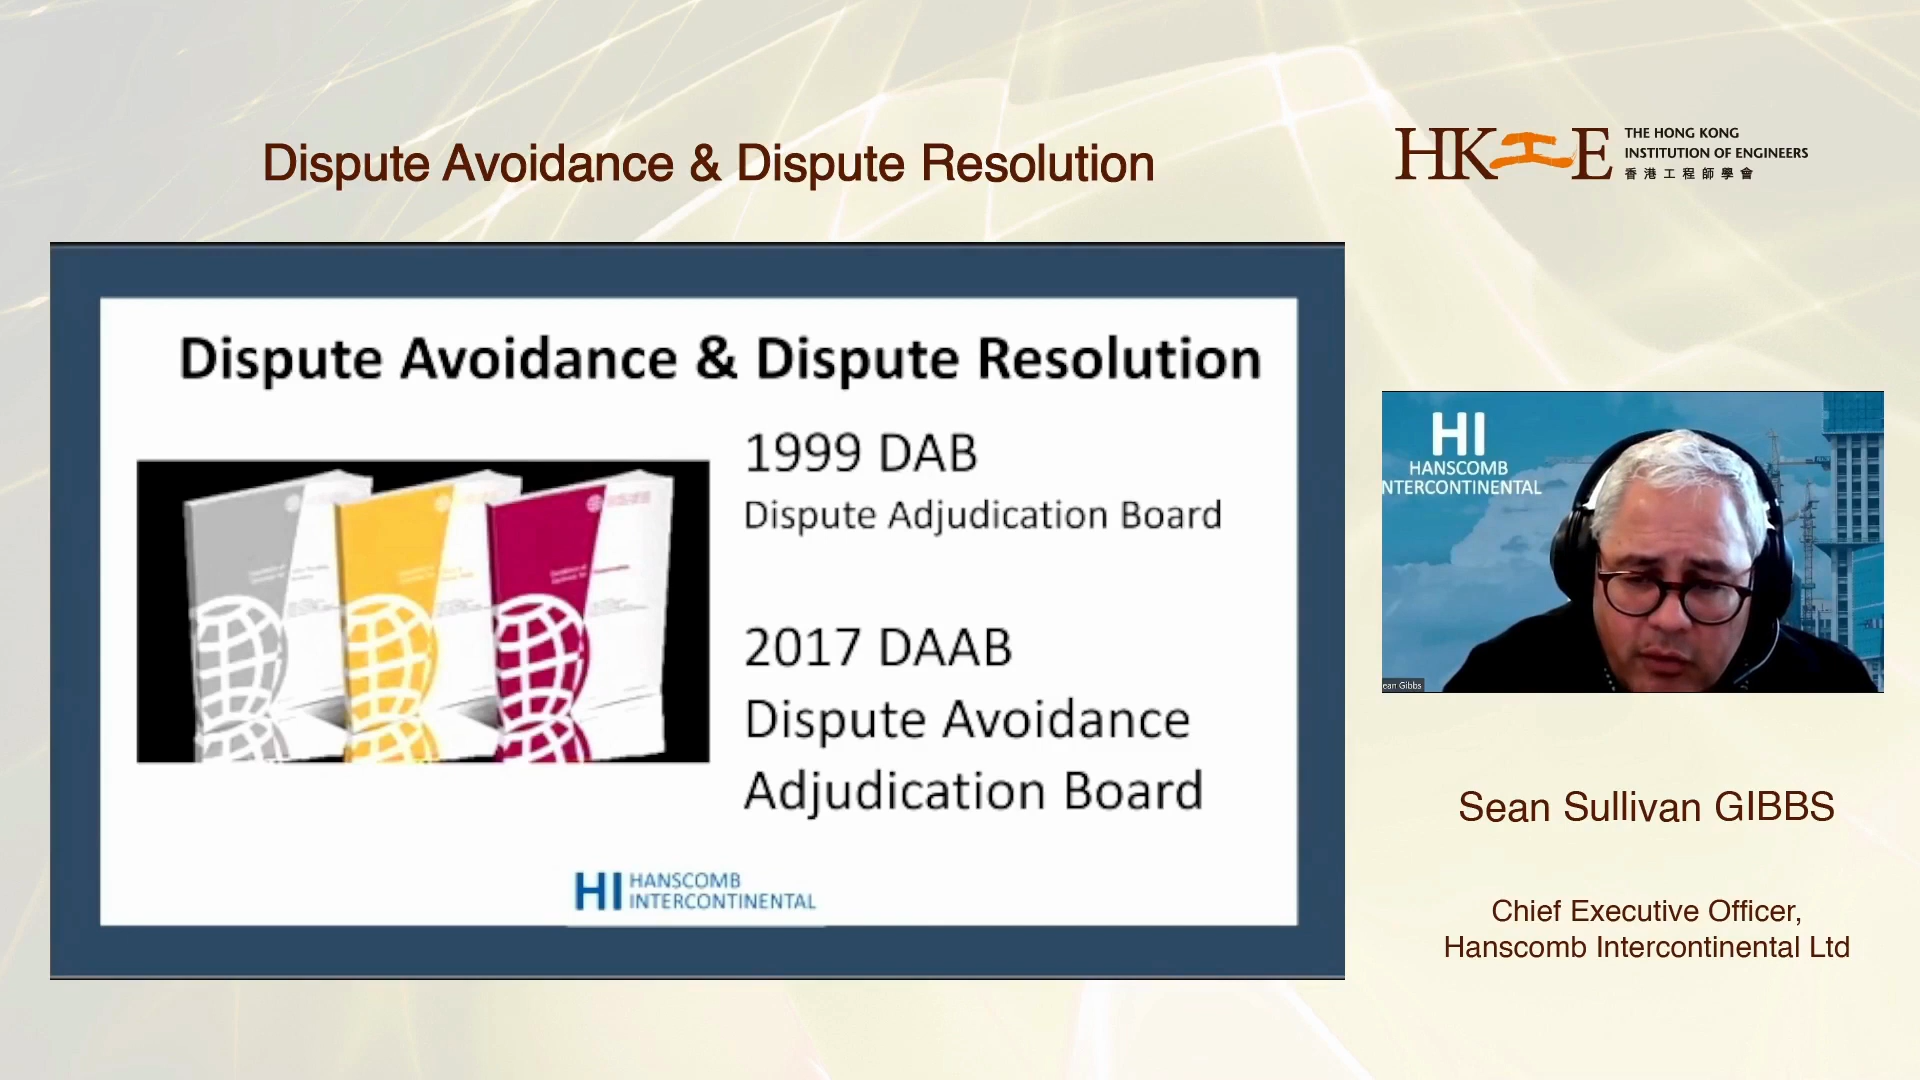 Dispute Avoidance & Dispute Resolution
HKIE
THE HONG KONG
INSTITUTION OF ENGINEERS
香港工程師學會
Dispute Avoidance & Dispute Resolution
1999 DAB
Dispute Adjudication Board
2017 DAAB
Dispute Avoidance
Adjudication Board
HI HANSCOMB
INTERCONTINENTAL
HI
HANSCOMB
NTERCONTINENTAL
ean Gibbs
Sean Sullivan GIBBS
Chief Executive Officer,
Hanscomb Intercontinental Ltd